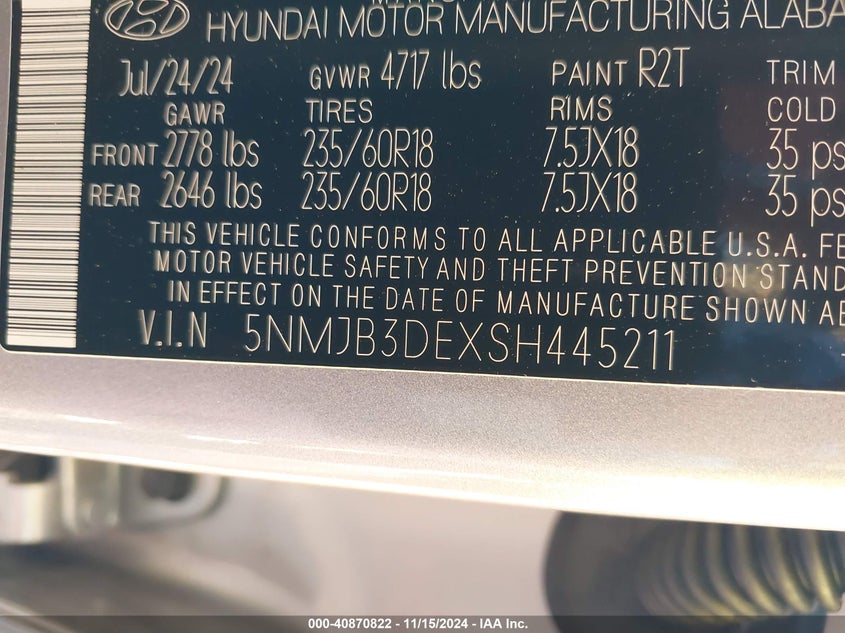 HYUNDAI MOTOR MANUFACTURING ALABA
Jul/24/24 GVWR 4717 lbs PAINT R2T TRIM
GAWR TIRES RIMS COLD
FRONT 2778 lbs 235/60R18 7.5JX18 35 ps
REAR 2646 lbs 235/60R18 7.5JX18 35 ps
THIS VEHICLE CONFORMS TO ALL APPLICABLE U.S.A. FE
MOTOR VEHICLE SAFETY AND THEFT PREVENTION STAND
IN EFFECT ON THE DATE OF MANUFACTURE SHOWN AB
V.I.N 5NMJB3DEXSH445211
000-40870822 - 11/15/2024 - IAA Inc.